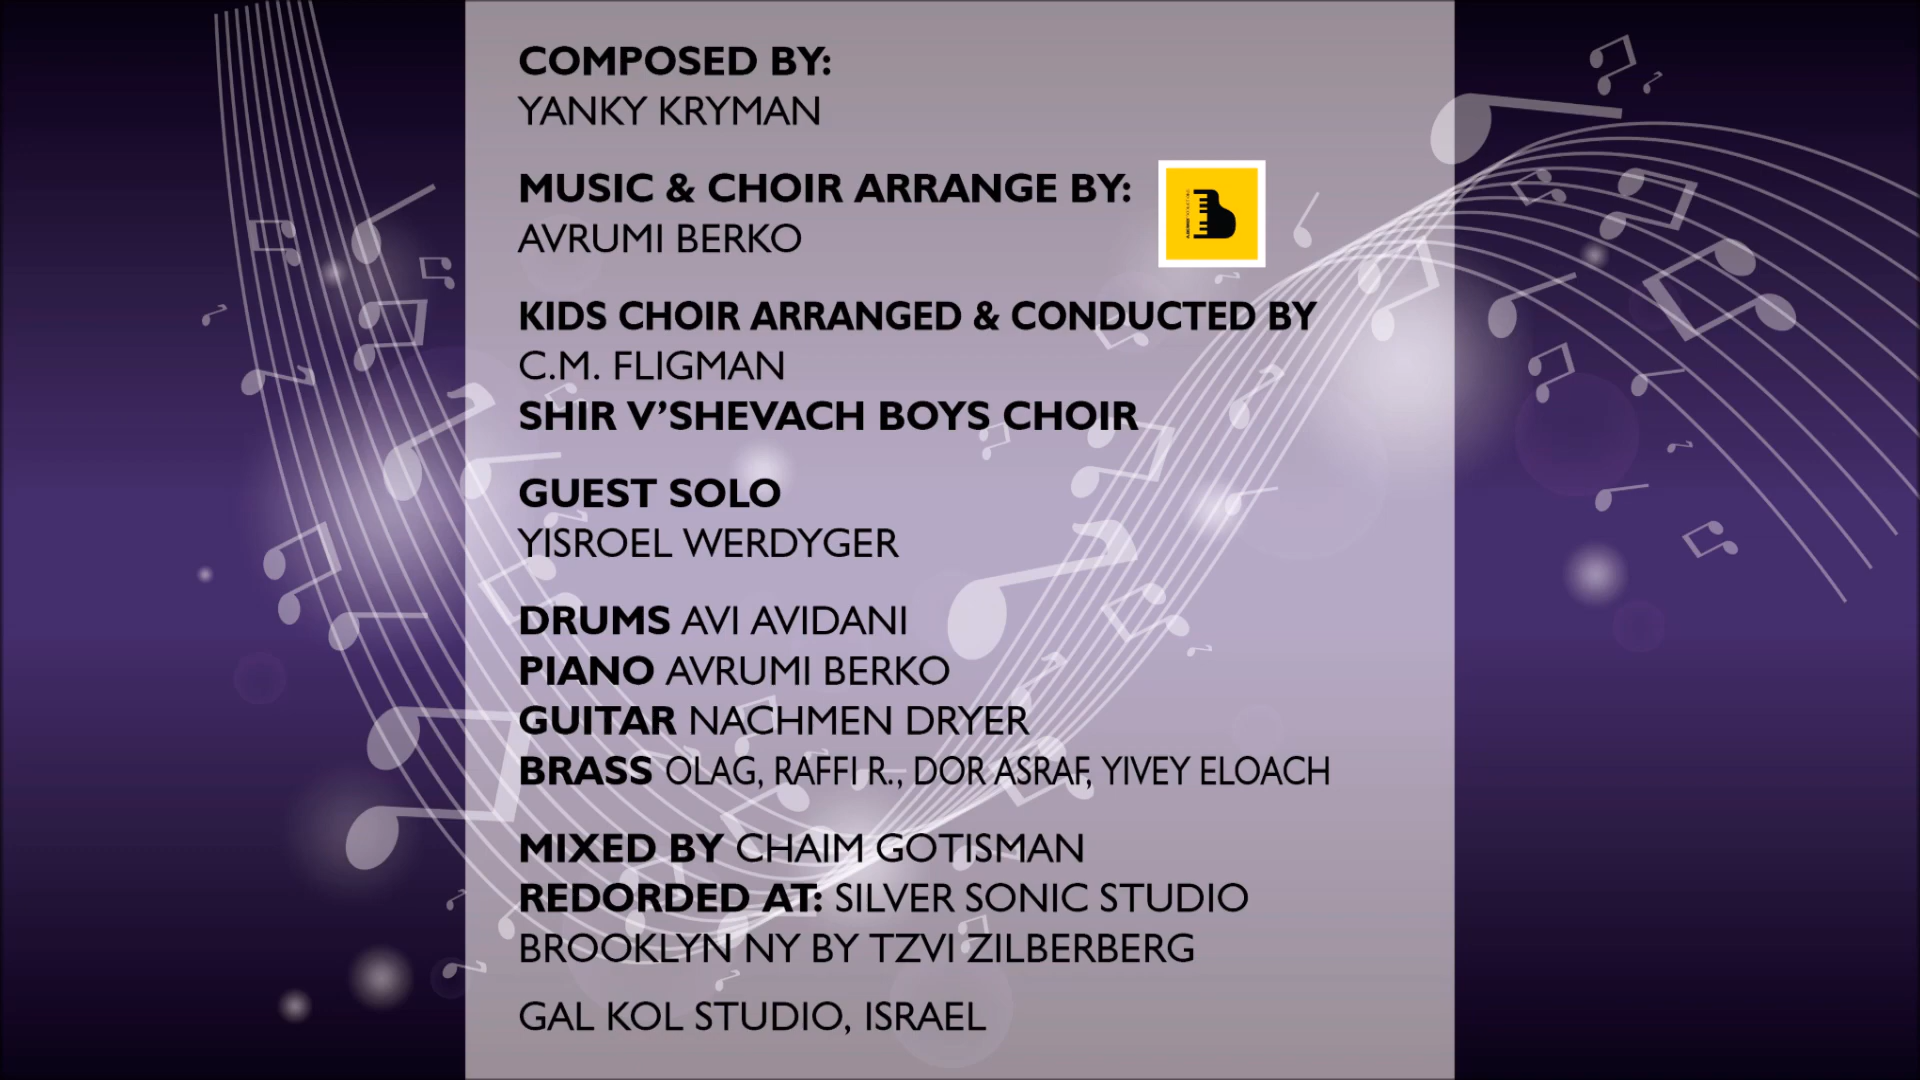 COMPOSED BY:
YANKY KRYMAN
MUSIC & CHOIR ARRANGE BY:
AVRUMI BERKO
KIDS CHOIR ARRANGED & CONDUCTED BY
C.M. FLIGMAN
SHIR V’SHEVACH BOYS CHOIR
GUEST SOLO
YISROEL WERDYGER
DRUMS AVI AVIDANI
PIANO AVRUMI BERKO
GUITAR NACHMEN DRYER
BRASS OLAG, RAFFI R., DOR ASRAF, YIVEY ELOACH
MIXED BY CHAIM GOTISMAN
REDORDED AT: SILVER SONIC STUDIO
BROOKLYN NY BY TZVI ZILBERBERG
GAL KOL STUDIO, ISRAEL